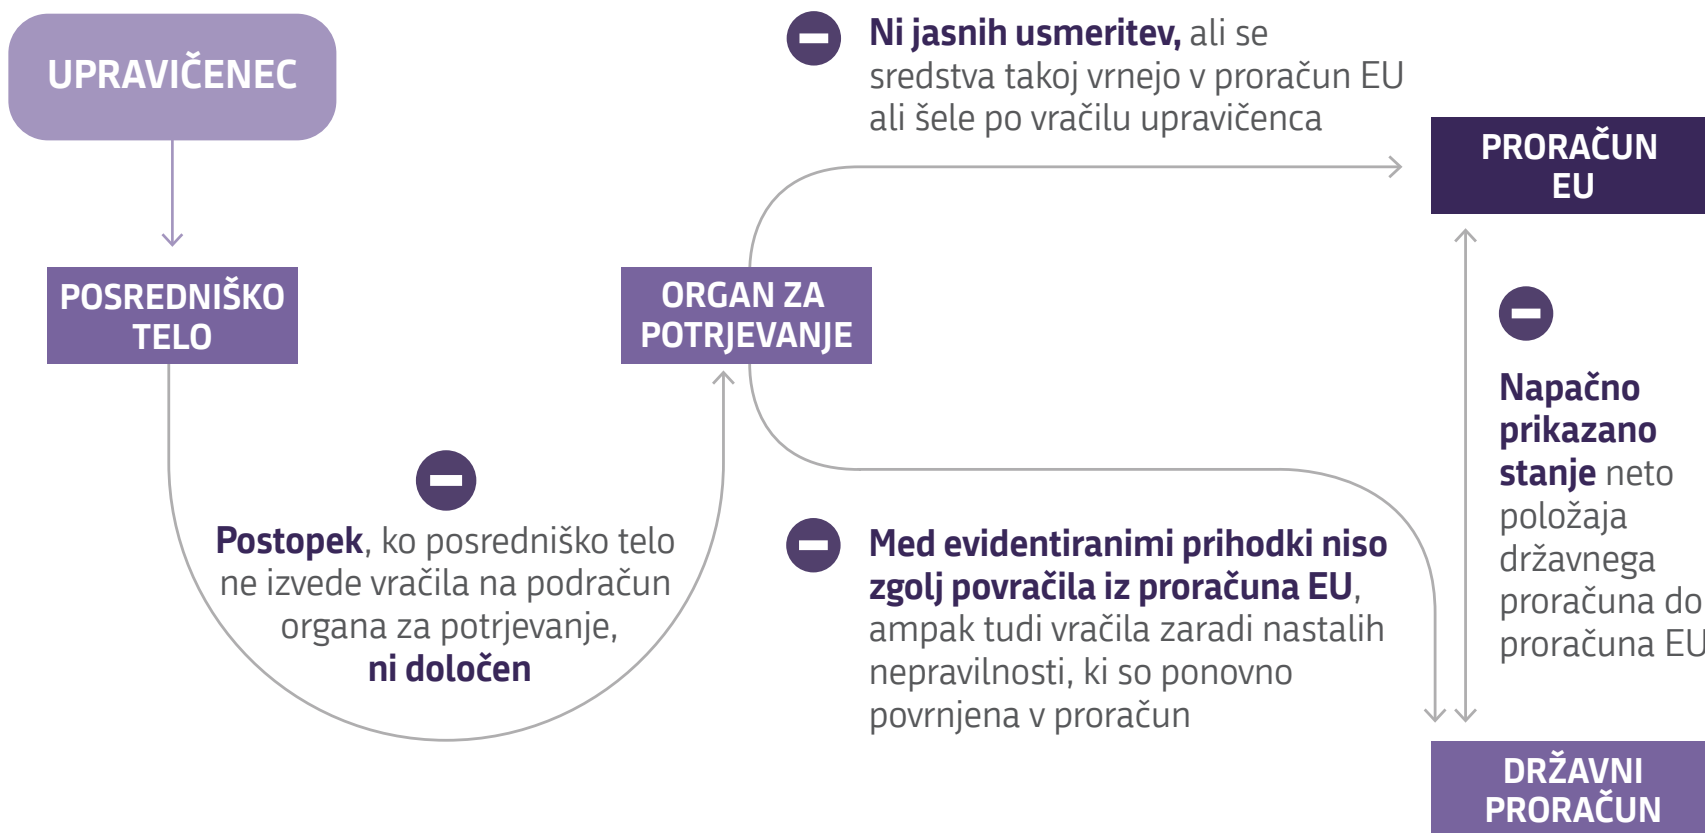 UPRAVIČENEC
Ni jasnih usmeritev, ali se
sredstva takoj vrnejo v proračun EU
ali šele po vračilu upravičenca
PRORAČUN
EU
POSREDNIŠKO
TELO
ORGAN ZA
POTRJEVANJE
Napačno
prikazano
stanje neto
položaja
državnega
proračuna do
proračuna EU
Postopek, ko posredniško telo
ne izvede vračila na podračun
organa za potrjevanje,
ni določen
Med evidentiranimi prihodki niso
zgolj povračila iz proračuna EU,
ampak tudi vračila zaradi nastalih
nepravilnosti, ki so ponovno
povrnjena v proračun
DRŽAVNI
PRORAČUN